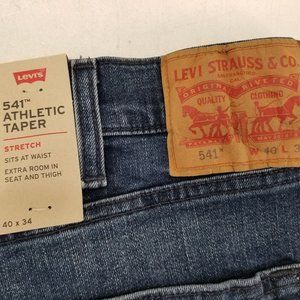 Levi's
541™ ATHLETIC
TAPER
STRETCH
SITS AT WAIST
EXTRA ROOM IN
SEAT AND THIGH
40 x 34
LEVI STRAUSS & CO.
ORIGINAL RIVETED
QUALITY CLOTHING
541™ W 40 L 3